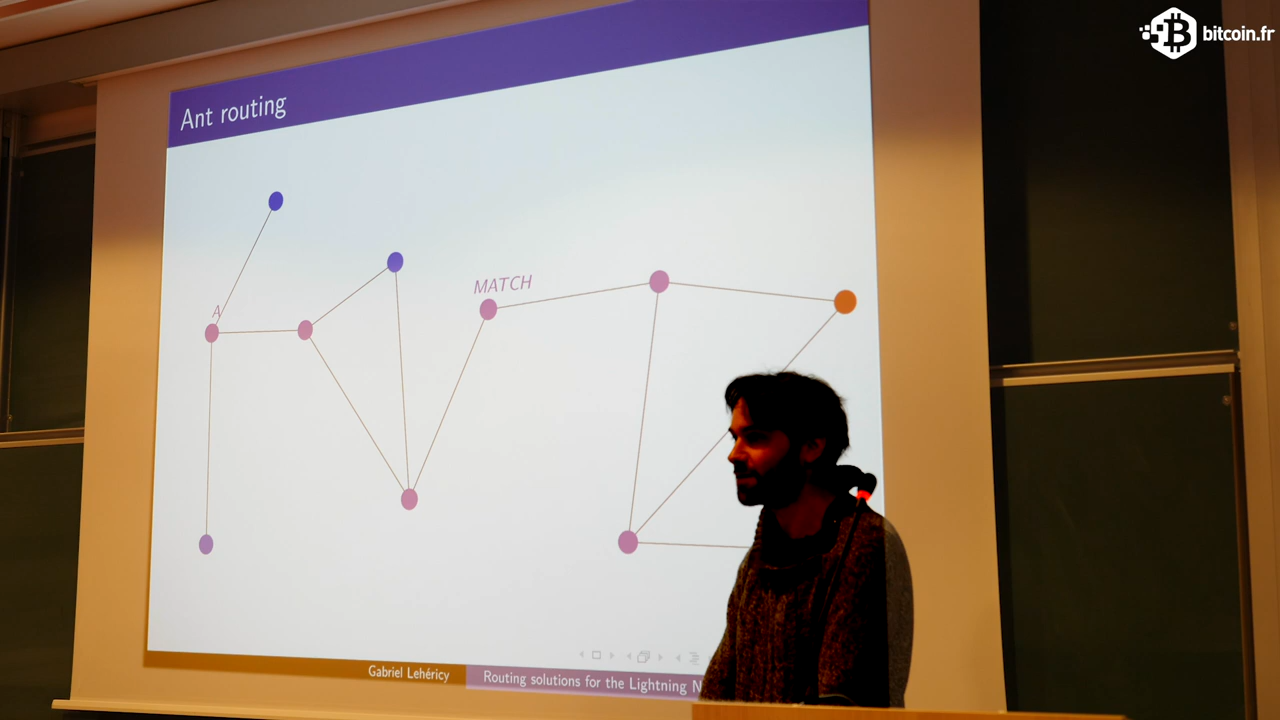 bitcoin.fr
Ant routing
MATCH
A
Gabriel Lehéricy
Routing solutions for the Lightning N